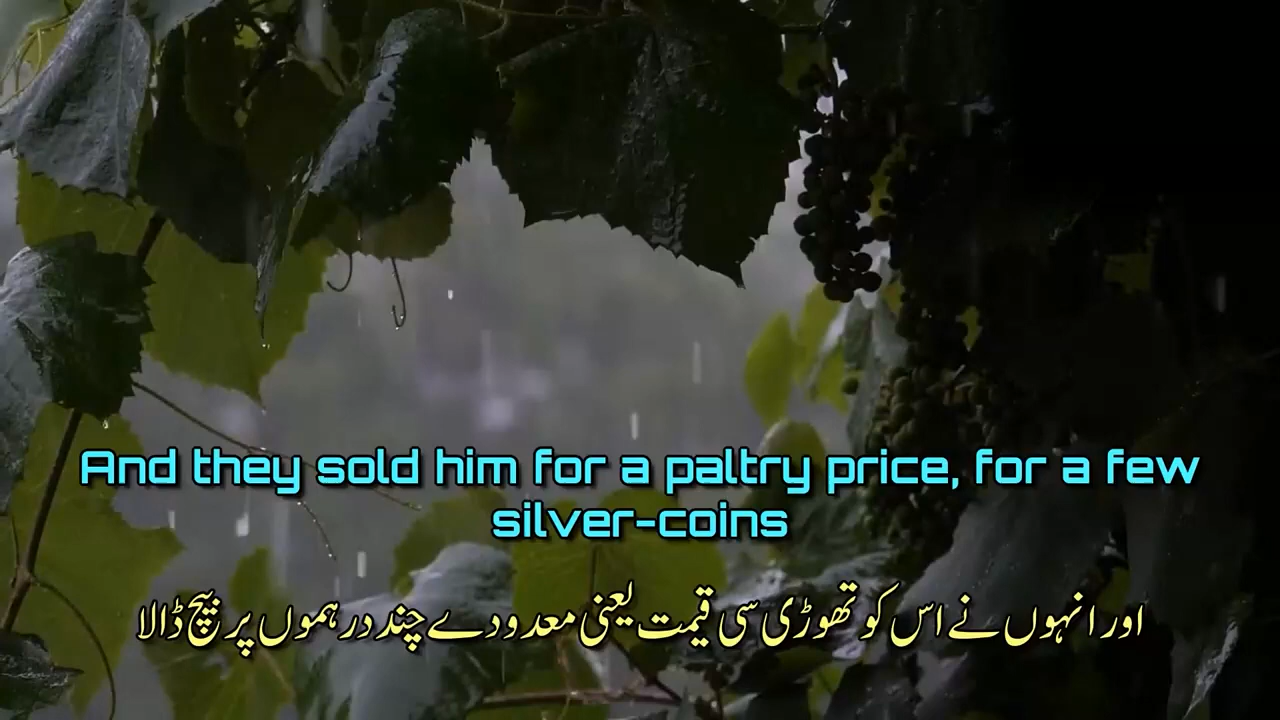 And they sold him for a paltry price, for a few
silver-coins
اور انہوں نے اس کو تھوڑی سی قیمت یعنی معدودے چند درہموں پر بیچ ڈالا